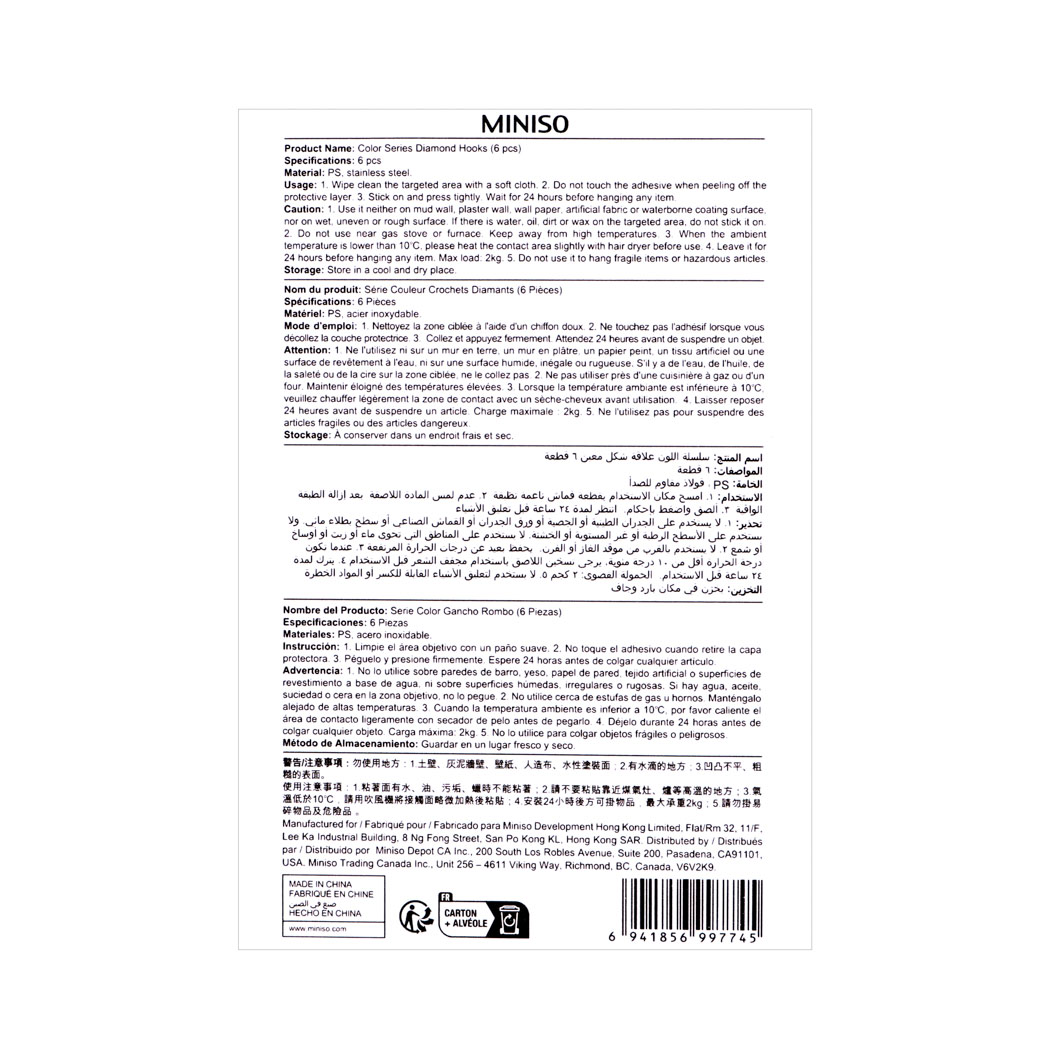 MINISO
Product Name: Color Series Diamond Hooks (6 pcs)
Specifications: 6 pcs
Material: PS, stainless steel.
Usage: 1. Wipe clean the targeted area with a soft cloth. 2. Do not touch the adhesive when peeling off the
protective layer. 3. Stick on and press tightly. Wait for 24 hours before hanging any item.
Caution: 1. Use it neither on mud wall, plaster wall, wall paper, artificial fabric or waterborne coating surface,
nor on wet, uneven or rough surface. If there is water, oil, dirt or wax on the targeted area, do not stick it on.
2. Do not use near gas stove or furnace. Keep away from high temperatures. 3. When the ambient
temperature is lower than 10℃, please heat the contact area slightly with hair dryer before use. 4. Leave it for
24 hours before hanging any item. Max load: 2kg. 5. Do not use it to hang fragile items or hazardous articles.
Storage: Store in a cool and dry place.
Nom du produit: Série Couleur Crochets Diamants (6 Pièces)
Spécifications: 6 Pièces
Matériel: PS, acier inoxydable.
Mode d'emploi: 1. Nettoyez la zone ciblée à l'aide d'un chiffon doux. 2. Ne touchez pas l'adhésif lorsque vous
décollez la couche protectrice. 3. Collez et appuyez fermement. Attendez 24 heures avant de suspendre un objet.
Attention: 1. Ne l'utilisez ni sur un mur en terre, un mur en plâtre, un papier peint, un tissu artificiel ou une
surface de revêtement à l'eau, ni sur une surface humide, inégale ou rugueuse. S'il y a de l'eau, de l'huile, de
la saleté ou de la cire sur la zone ciblée, ne le collez pas. 2. Ne pas utiliser près d'une cuisinière à gaz ou d'un
four. Maintenir éloigné des températures élevées. 3. Lorsque la température ambiante est inférieure à 10℃,
veuillez chauffer légèrement la zone de contact avec un sèche-cheveux avant utilisation. 4. Laisser reposer
24 heures avant de suspendre un article. Charge maximale : 2kg. 5. Ne l'utilisez pas pour suspendre des
articles fragiles ou des articles dangereux.
Stockage: À conserver dans un endroit frais et sec.
اسم المنتج: سلسلة اللون علاقة شكل معين ٦ قطعة
المواصفات: ٦ قطعة
الخامة: PS ، فولاذ مقاوم للصدأ
الاستخدام: ١. امسح مكان الاستخدام بقطعة قماش ناعمة نظيفة ٢. عدم لمس المادة اللاصقة بعد إزالة الطبقة
الواقية ٣. الصق واضغط بإحكام. انتظر لمدة ٢٤ ساعة قبل تعليق الأشياء
تحذير: ١. لا يستخدم على الجدران الطينية أو الجصية أو ورق الجدران أو القماش الصناعي أو سطح بطلاء مائي. ولا
يستخدم على الأسطح الرطبة أو غير المستوية أو الخشنة. لا يستخدم على المناطق التي تحوي ماء أو زيت أو اوساخ
أو شمع ٢. لا يستخدم بالقرب من موقد الغاز أو الفرن. يحفظ بعيد عن درجات الحرارة المرتفعة ٣. عندما تكون
درجة الحرارة أقل من ١٠ درجة مئوية، يرجى تسخين اللاصق باستخدام مجفف الشعر قبل الاستخدام ٤. يترك لمدة
٢٤ ساعة قبل الاستخدام. الحمولة القصوى: ٢ كجم ٥. لا يستخدم لتعليق الأشياء القابلة للكسر أو المواد الخطرة
التخزين: يخزن في مكان بارد وجاف
Nombre del Producto: Serie Color Gancho Rombo (6 Piezas)
Especificaciones: 6 Piezas
Materiales: PS, acero inoxidable.
Instrucción: 1. Limpie el área objetivo con un paño suave. 2. No toque el adhesivo cuando retire la capa
protectora. 3. Péguelo y presione firmemente. Espere 24 horas antes de colgar cualquier artículo.
Advertencia: 1. No lo utilice sobre paredes de barro, yeso, papel de pared, tejido artificial o superficies de
revestimiento a base de agua, ni sobre superficies húmedas, irregulares o rugosas. Si hay agua, aceite,
suciedad o cera en la zona objetivo, no lo pegue. 2. No utilice cerca de estufas de gas u hornos. Manténgalo
alejado de altas temperaturas. 3. Cuando la temperatura ambiente es inferior a 10℃, por favor caliente el
área de contacto ligeramente con secador de pelo antes de pegarlo. 4. Déjelo durante 24 horas antes de
colgar cualquier objeto. Carga máxima: 2kg. 5. No lo utilice para colgar objetos frágiles o peligrosos.
Método de Almacenamiento: Guardar en un lugar fresco y seco.
警告/注意事項：勿使用地方：1.土壁、灰泥牆壁、壁紙、人造布、水性塗裝面；2.有水滴的地方；3.凹凸不平、粗
糙的表面。
使用注意事項：1.粘著面有水、油、污垢、蠟時不能粘著；2.請不要粘貼靠近煤氣灶、爐等高溫的地方；3.氣
溫低於10℃，請用吹風機將接觸面略微加熱後粘貼；4.安裝24小時後方可掛物品，最大承重2kg；5.請勿掛易
碎物品及危險品。
Manufactured for / Fabriqué pour / Fabricado para Miniso Development Hong Kong Limited, Flat/Rm 32, 11/F,
Lee Ka Industrial Building, 8 Ng Fong Street, San Po Kong KL, Hong Kong SAR. Distributed by / Distribués
par / Distribuido por Miniso Depot CA Inc., 200 South Los Robles Avenue, Suite 200, Pasadena, CA91101,
USA. Miniso Trading Canada Inc., Unit 256 – 4611 Viking Way, Richmond, BC, Canada, V6V2K9.
MADE IN CHINA
FABRIQUÉ EN CHINE
صنع في الصين
HECHO EN CHINA
www.miniso.com
FR
CARTON
+ ALVÉOLE
6 941856 997745